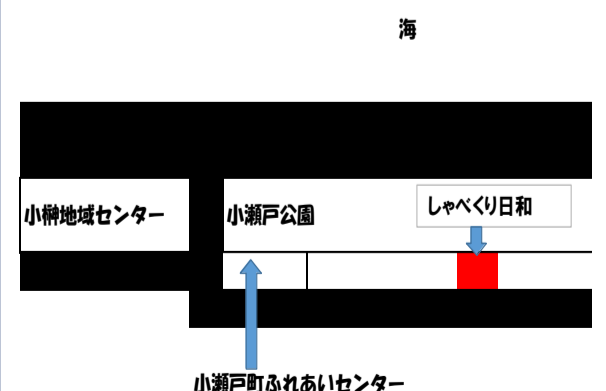 海
小榊地域センター
小瀬戸公園
しゃべくり日和
小瀬戸町ふれあいセンター